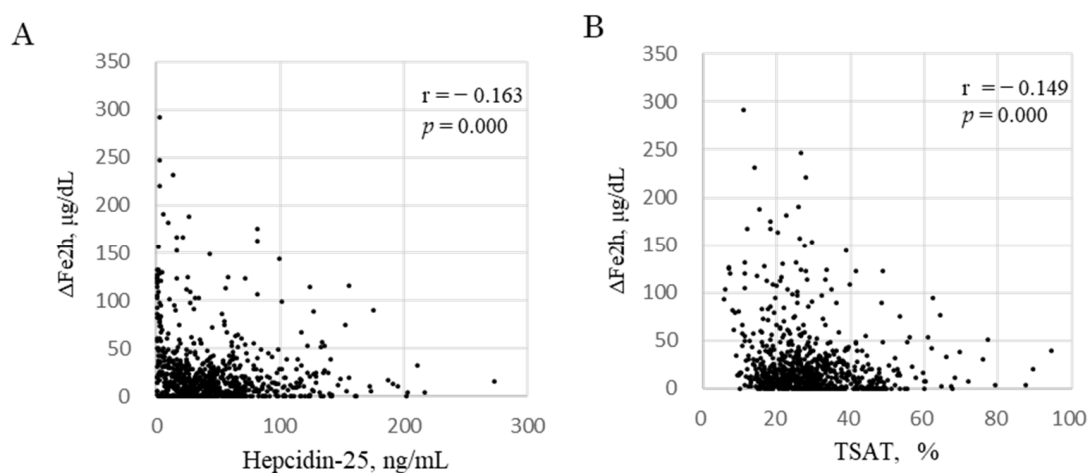 A
350
300
250
200
150
100
50
0
ΔFe2h, μg/dL
r = − 0.163
p = 0.000
0 100 200 300
Hepcidin-25, ng/mL
B
350
300
250
200
150
100
50
0
ΔFe2h, μg/dL
r = − 0.149
p = 0.000
0 20 40 60 80 100
TSAT, %